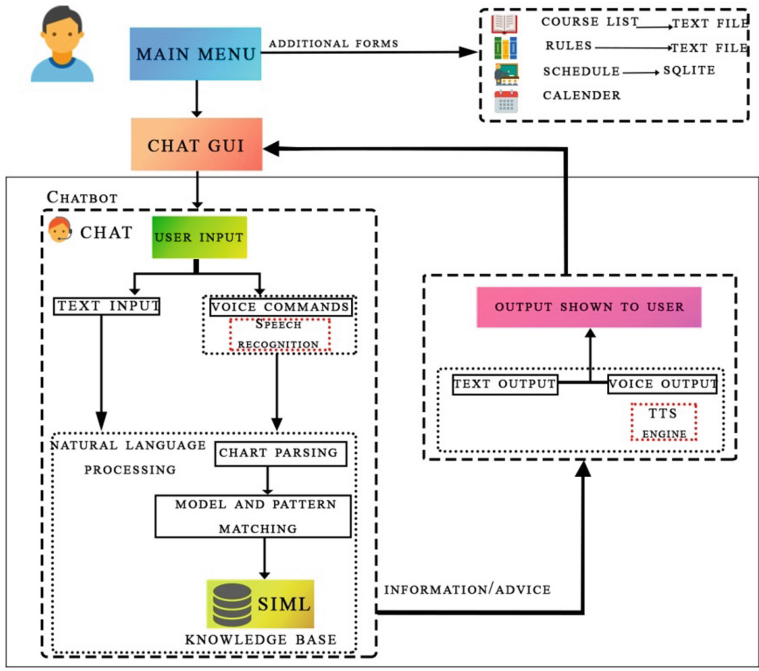 MAIN MENU
ADDITIONAL FORMS
COURSE LIST TEXT FILE
RULES TEXT FILE
SCHEDULE SQLITE
CALENDER
CHAT GUI
CHATBOT
CHAT
USER INPUT
TEXT INPUT
VOICE COMMANDS
SPEECH
RECOGNITION
NATURAL LANGUAGE
PROCESSING
CHART PARSING
MODEL AND PATTERN
MATCHING
SIML
KNOWLEDGE BASE
INFORMATION/ADVICE
OUTPUT SHOWN TO USER
TEXT OUTPUT
VOICE OUTPUT
TTS
ENGINE